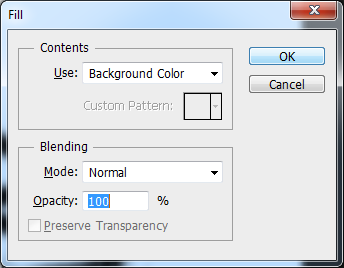 Fill
Contents
Use: Background Color
Custom Pattern:
OK
Cancel
Blending
Mode: Normal
Opacity: 100 %
Preserve Transparency